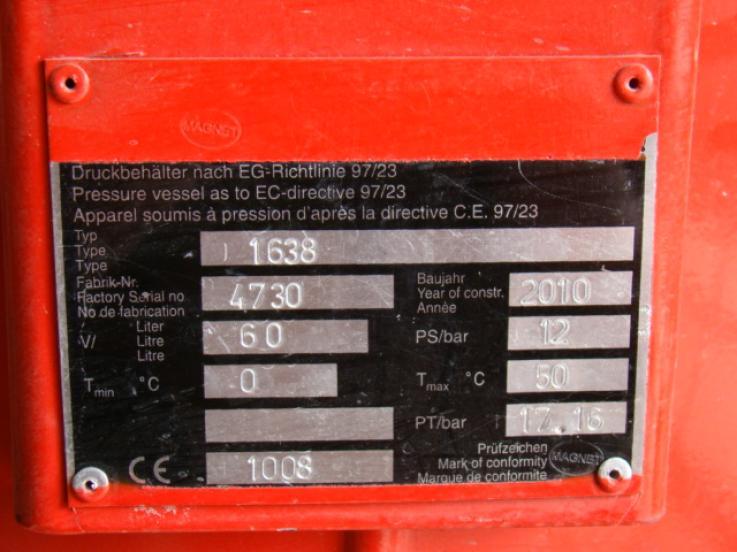 MAGNET
Druckbehälter nach EG-Richtlinie 97/23
Pressure vessel as to EC-directive 97/23
Apparel soumis à pression d'après la directive C.E. 97/23
Typ
Type 1638
Type
Fabrik-Nr. Baujahr
Factory Serial no 4730 Year of constr. 2010
No de fabrication Année
Liter
V/ Litre 60 PS/bar 12
Litre
Tmin °C 0 Tmax °C 50
PT/bar 17.16
Prüfzeichen
CE 1008 Mark of conformity MAGNET
Marque de conformité